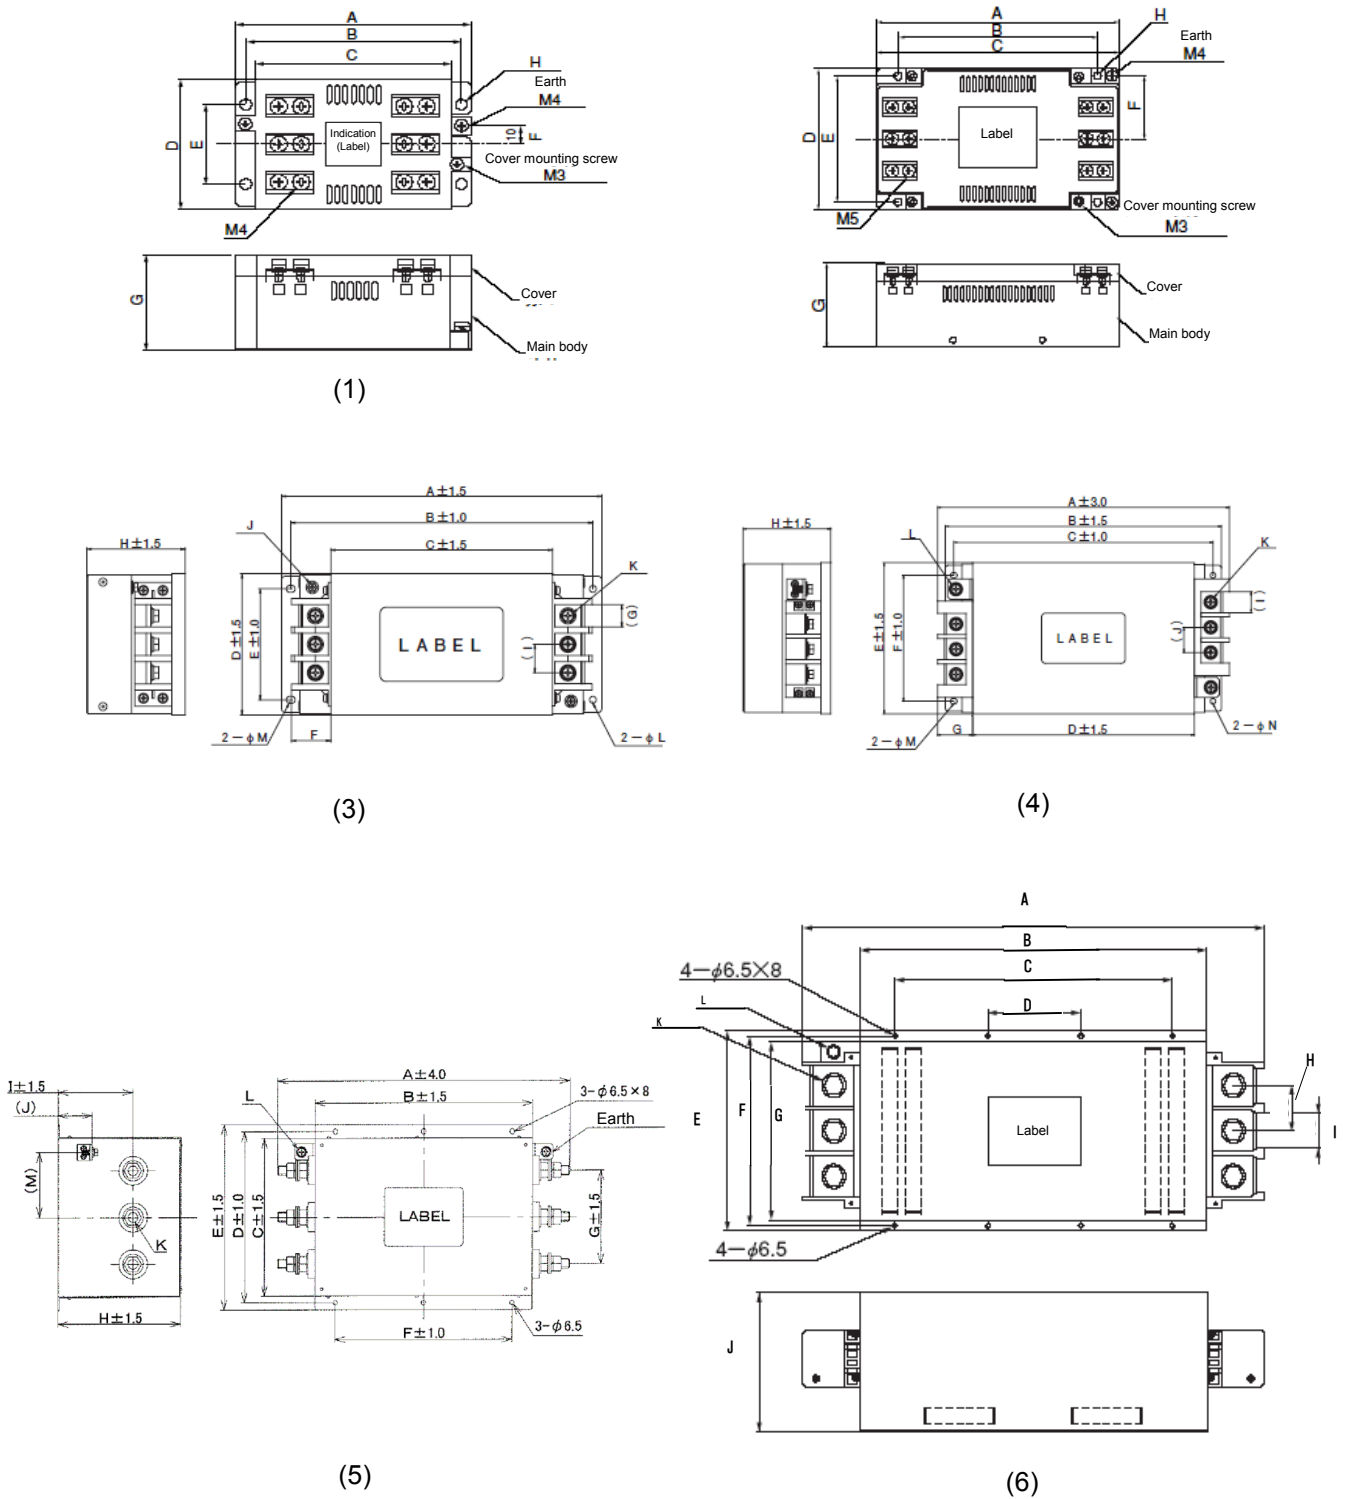 A
B
C
H
Earth
M4
10
F
D
E
Indication
(Label)
Cover mounting screw
M3
M4
G
Cover
Main body
(1)
A
B
C
H
Earth
M4
D
E
F
Label
M5
Cover mounting screw
M3
G
Cover
Main body
A±1.5
B±1.0
C±1.5
H±1.5
J
K
D±1.5
E±1.0
(G)
(I)
LABEL
2-φM
F
2-φL
(3)
A±3.0
B±1.5
C±1.0
H±1.5
L
K
E±1.5
F±1.0
(I)
(J)
LABEL
2-φM
G
D±1.5
2-φN
(4)
I±1.5
(J)
(M)
K
H±1.5
A±4.0
B±1.5
3-φ6.5×8
L
Earth
E±1.5
D±1.0
C±1.5
G±1.5
LABEL
F±1.0
3-φ6.5
(5)
A
B
C
D
4-φ6.5×8
L
K
E
F
G
H
I
Label
4-φ6.5
J
(6)